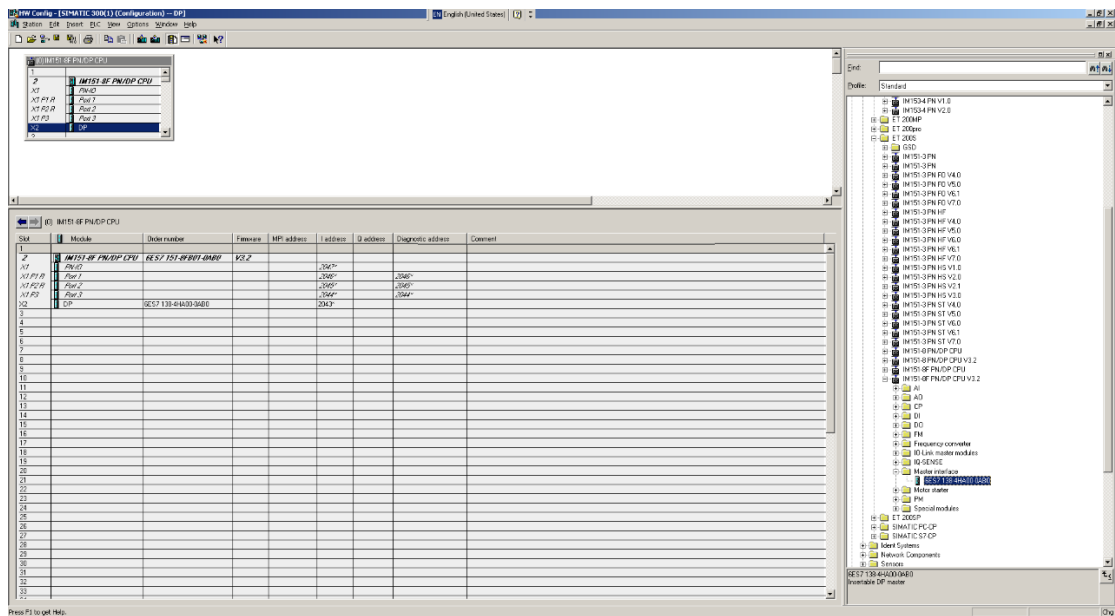 HW Config - [SIMATIC 300(1) (Configuration) -- DP]
EN English (United States)
Station Edit Insert PLC View Options Window Help
(0) IM151-8F PN/DP CPU
1
2 IM151-8F PN/DP CPU
X1 PN-IO
X1 P1 R Port 1
X1 P2 R Port 2
X1 P3 Port 3
X2 DP
3
(0) IM151-8F PN/DP CPU
Slot Module Order number Firmware MPI address I address Q address Diagnostic address Comment
1
2 IM151-8F PN/DP CPU 6ES7 151-8FB01-0AB0 V3.2
X1 PN-IO 2047*
X1 P1 R Port 1 2046* 2046*
X1 P2 R Port 2 2045* 2045*
X1 P3 Port 3 2044* 2044*
X2 DP 6ES7 138-4HA00-0AB0 2043*
3
4
5
6
7
8
9
10
11
12
13
14
15
16
17
18
19
20
21
22
23
24
25
26
27
28
29
30
31
32
33
Find:
Profile: Standard
IM153-4 PN V1.0
IM153-4 PN V2.0
ET 200MP
ET 200pro
ET 200S
GSD
IM151-3 PN
IM151-3 PN
IM151-3 PN FO V4.0
IM151-3 PN FO V5.0
IM151-3 PN FO V6.1
IM151-3 PN FO V7.0
IM151-3 PN HF
IM151-3 PN HF V4.0
IM151-3 PN HF V5.0
IM151-3 PN HF V6.0
IM151-3 PN HF V6.1
IM151-3 PN HF V7.0
IM151-3 PN HS V1.0
IM151-3 PN HS V2.0
IM151-3 PN HS V2.1
IM151-3 PN HS V3.0
IM151-3 PN ST V4.0
IM151-3 PN ST V5.0
IM151-3 PN ST V6.0
IM151-3 PN ST V6.1
IM151-3 PN ST V7.0
IM151-8 PN/DP CPU
IM151-8 PN/DP CPU V3.2
IM151-8F PN/DP CPU
IM151-8F PN/DP CPU V3.2
AI
AO
CP
DI
DO
FM
Frequency converter
IO-Link master modules
IQ-SENSE
Master interface
6ES7 138-4HA00-0AB0
Motor starter
PM
Special modules
ET 200SP
SIMATIC PC-CP
SIMATIC S7-CP
Ident Systems
Network Components
Sensors
6ES7 138-4HA00-0AB0
Insertable DP master
Press F1 to get Help.
Chg